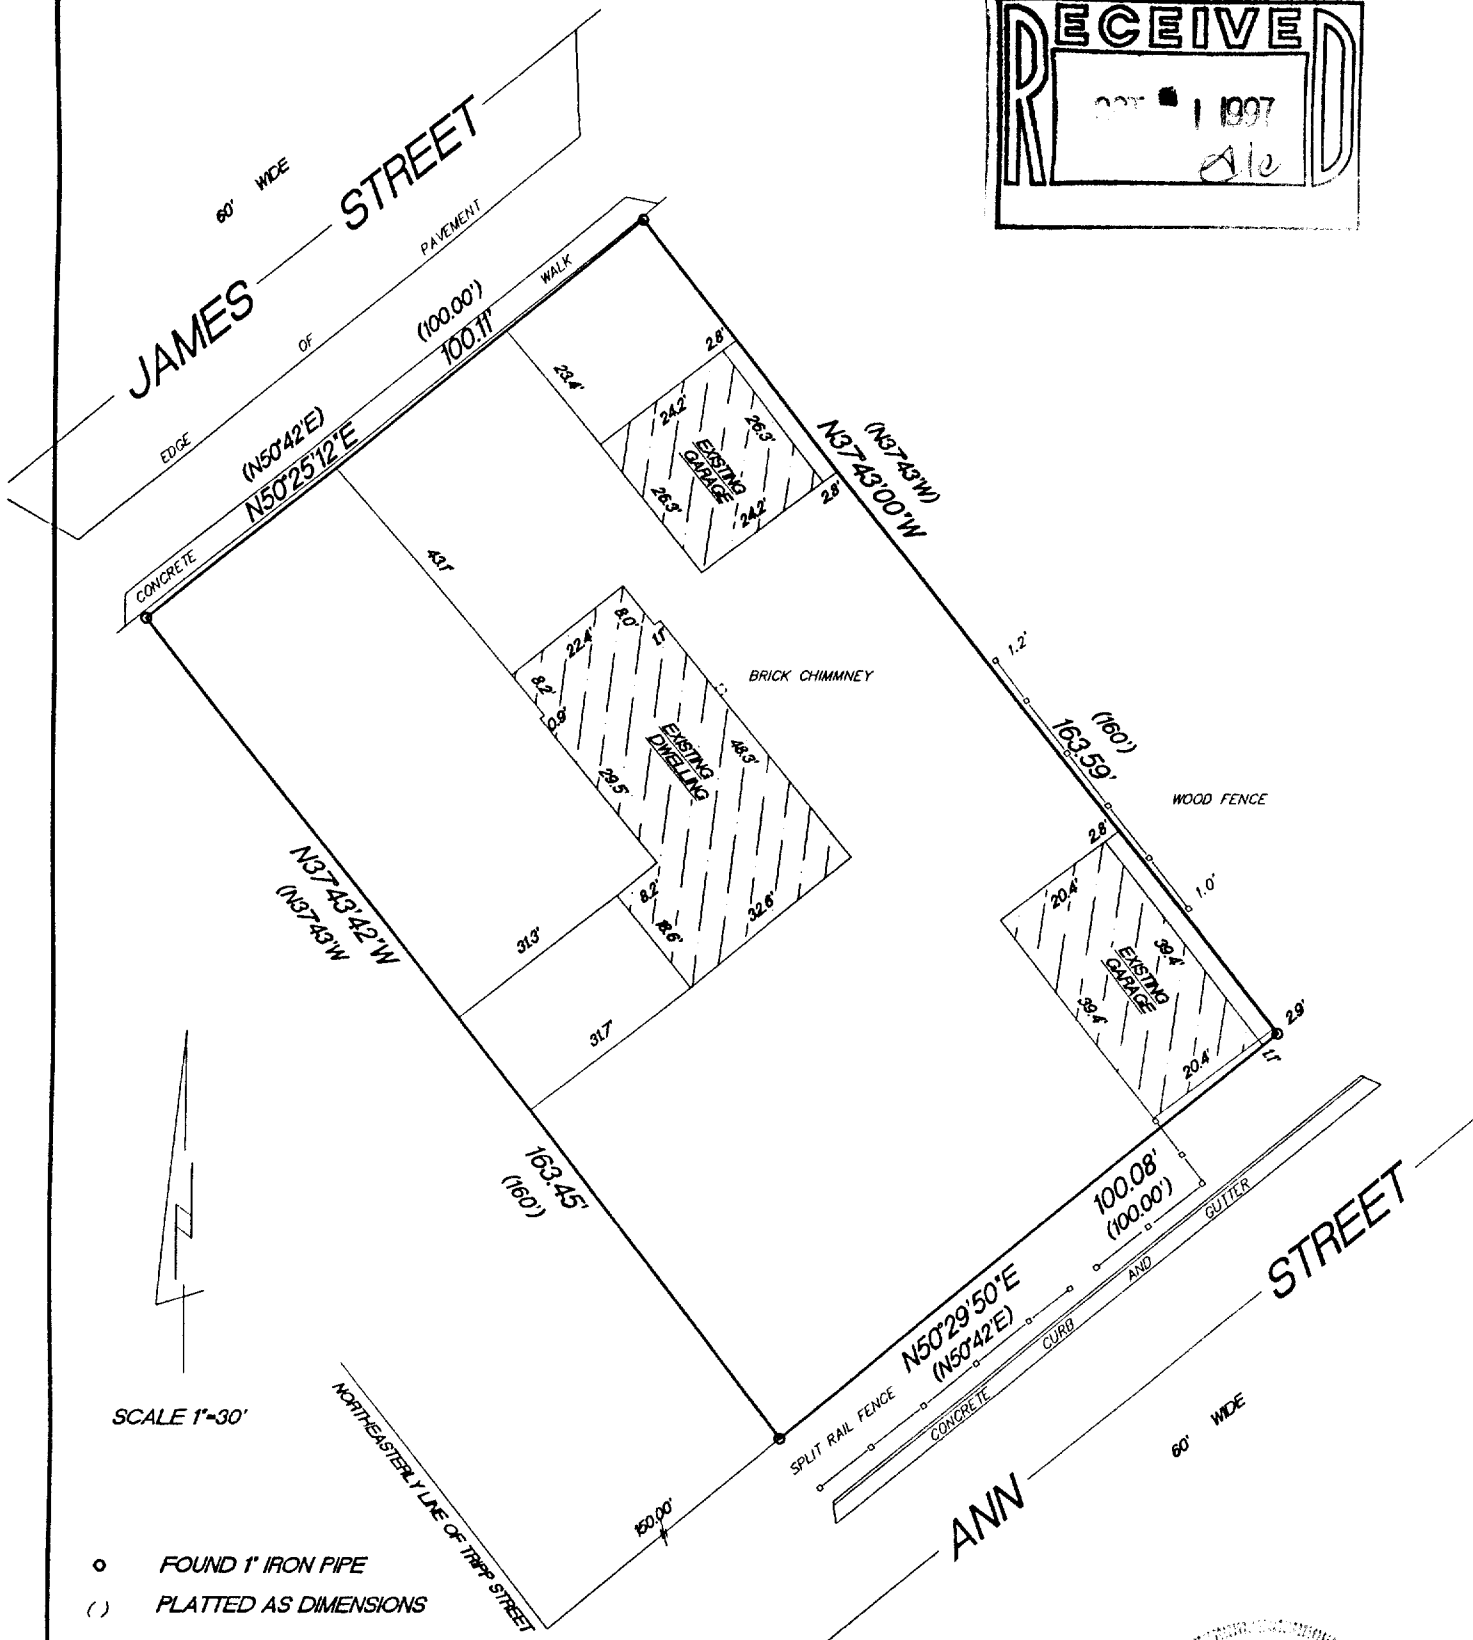 RECEIVED
1 1997
60' WIDE
JAMES STREET
EDGE OF PAVEMENT
CONCRETE WALK
(100.00')
100.11'
(N50°42'E)
N50°25'12"E
23.4'
2.8'
24.2'
26.3'
EXISTING
GARAGE
26.3'
24.2'
2.8'
(N37°43'W)
N37°43'00"W
43.1'
22.4'
8.0'
1.1'
8.2'
0.9'
BRICK CHIMMNEY
EXISTING
DWELLING
48.3'
29.5'
8.2'
18.6'
32.6'
31.3'
31.7'
1.2'
(160')
163.59'
WOOD FENCE
2.8'
1.0'
20.4'
39.4'
EXISTING
GARAGE
39.4'
20.4'
2.9'
1.1'
N37°43'42"W
(N37°43'W
163.45'
(160')
100.08'
(100.00')
N50°29'50"E
(N50°42'E)
SPLIT RAIL FENCE
CONCRETE CURB AND GUTTER
ANN STREET
60' WIDE
150.00'
NORTHEASTERLY LINE OF TRIPP STREET
SCALE 1"=30'
FOUND 1" IRON PIPE
( ) PLATTED AS DIMENSIONS